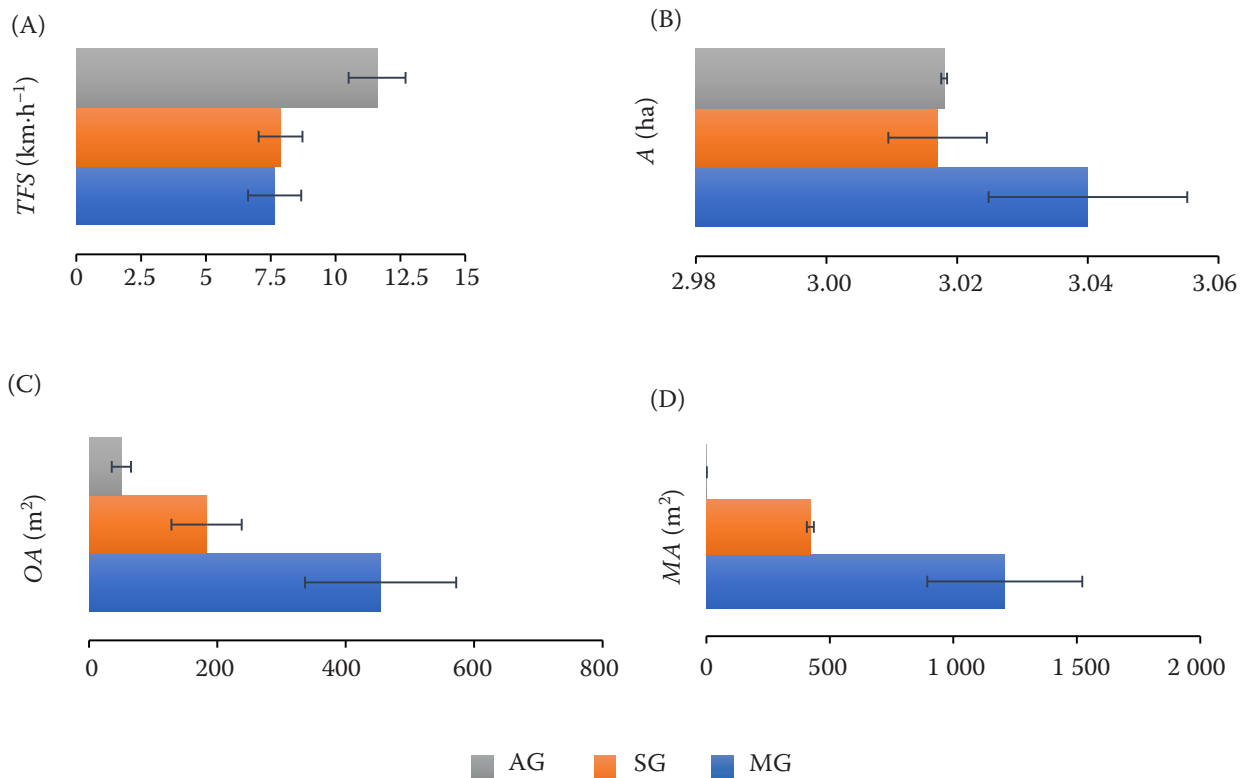 (A)
TFS (km·h⁻¹)
0 2.5 5 7.5 10 12.5 15
(B)
A (ha)
2.98 3.00 3.02 3.04 3.06
(C)
OA (m²)
0 200 400 600 800
(D)
MA (m²)
0 500 1 000 1 500 2 000
AG SG MG